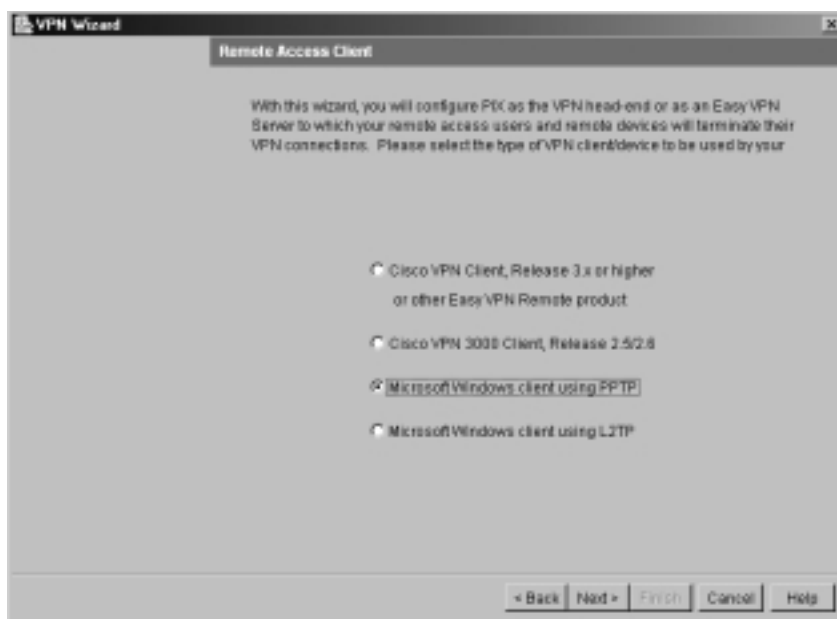 VPN Wizard
Remote Access Client
With this wizard, you will configure PIX as the VPN head-end or as an Easy VPN
Server to which your remote access users and remote devices will terminate their
VPN connections. Please select the type of VPN client/device to be used by your
Cisco VPN Client, Release 3.x or higher
or other Easy VPN Remote product
Cisco VPN 3000 Client, Release 2.5/2.6
Microsoft Windows client using PPTP
Microsoft Windows client using L2TP
< Back Next > Finish Cancel Help